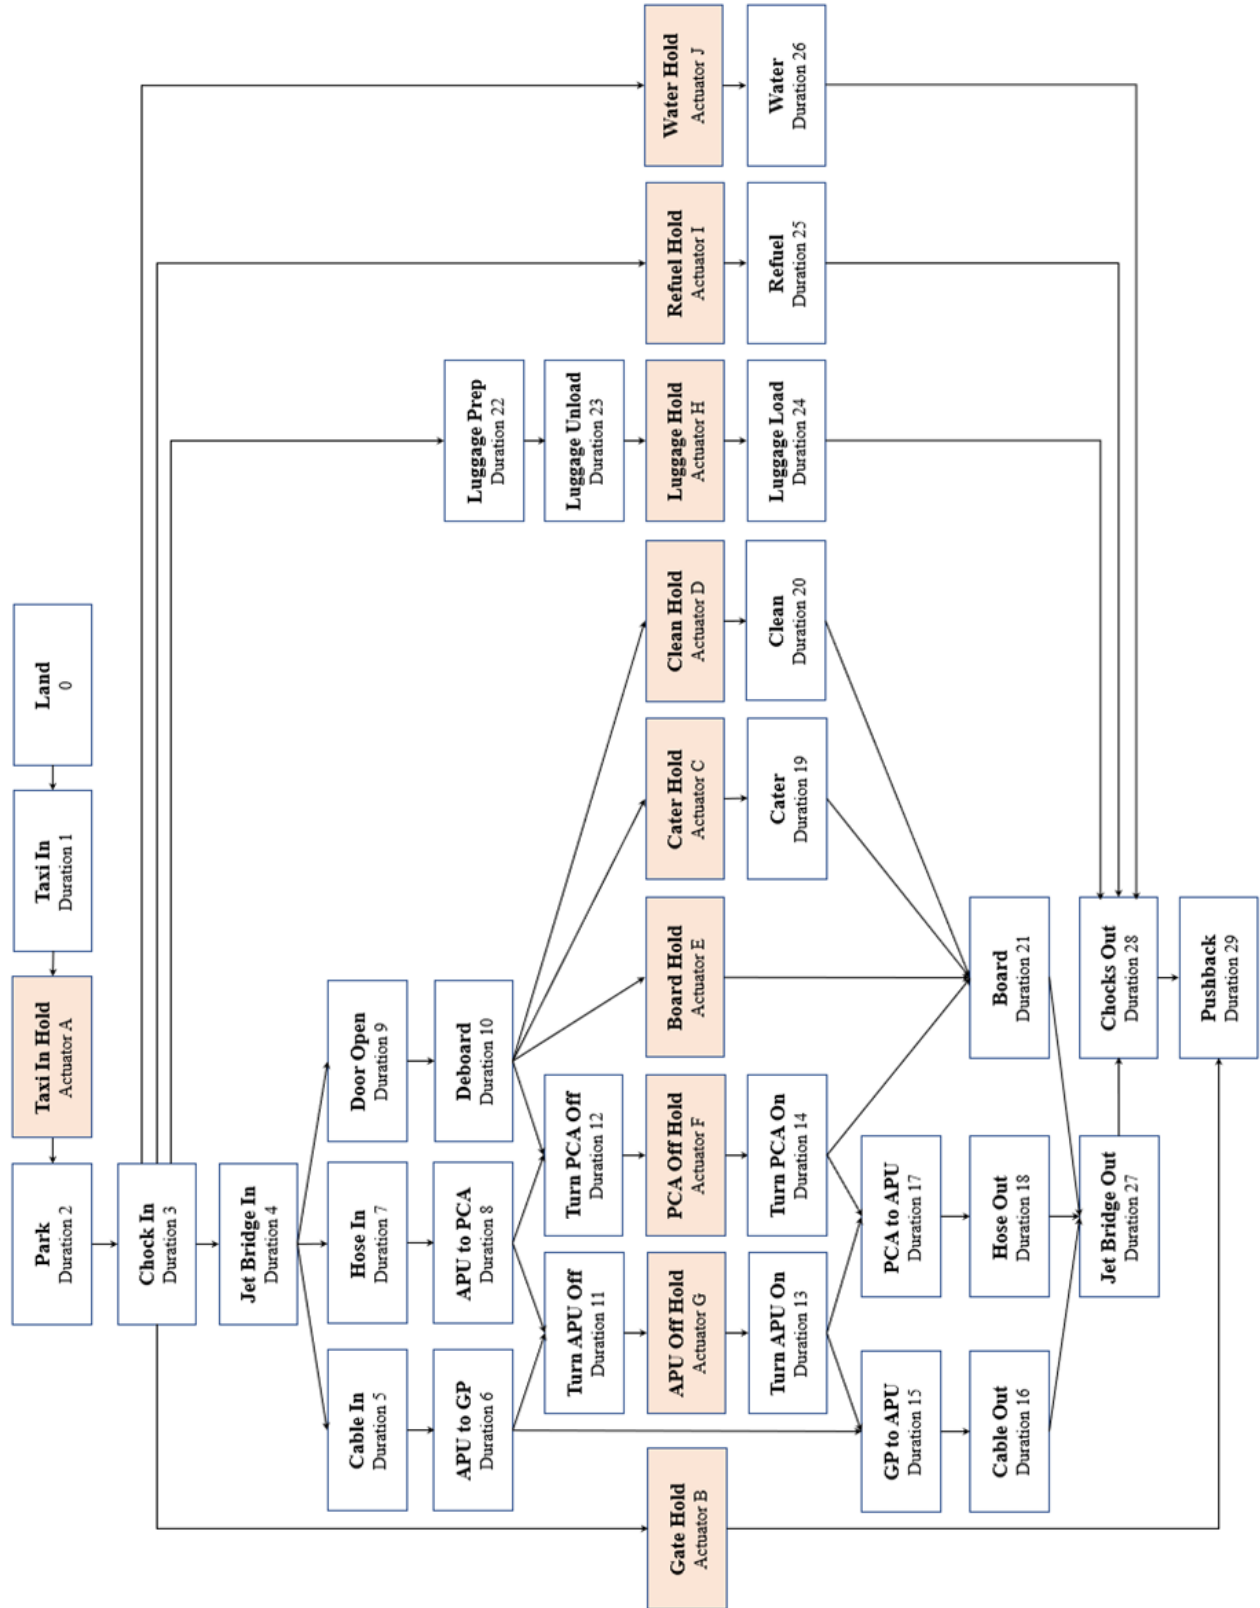 Park
Duration 2
Taxi In Hold
Actuator A
Taxi In
Duration 1
Land
0
Chock In
Duration 3
Jet Bridge In
Duration 4
Cable In
Duration 5
Hose In
Duration 7
Door Open
Duration 9
APU to GP
Duration 6
APU to PCA
Duration 8
Deboard
Duration 10
Luggage Prep
Duration 22
Turn APU Off
Duration 11
Turn PCA Off
Duration 12
Luggage Unload
Duration 23
Gate Hold
Actuator B
APU Off Hold
Actuator G
PCA Off Hold
Actuator F
Board Hold
Actuator E
Cater Hold
Actuator C
Clean Hold
Actuator D
Luggage Hold
Actuator H
Refuel Hold
Actuator I
Water Hold
Actuator J
Turn APU On
Duration 13
Turn PCA On
Duration 14
Cater
Duration 19
Clean
Duration 20
Luggage Load
Duration 24
Refuel
Duration 25
Water
Duration 26
GP to APU
Duration 15
PCA to APU
Duration 17
Cable Out
Duration 16
Hose Out
Duration 18
Board
Duration 21
Jet Bridge Out
Duration 27
Chocks Out
Duration 28
Pushback
Duration 29